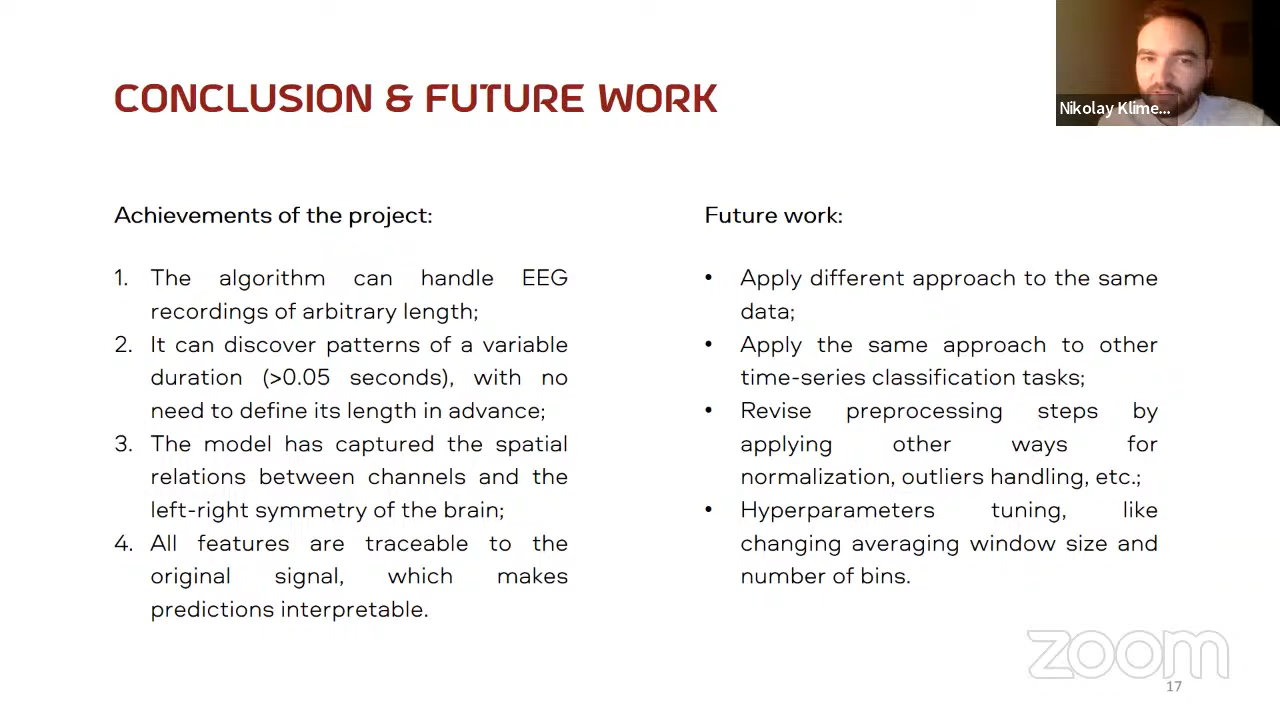 CONCLUSION & FUTURE WORK
Nikolay Klime...
Achievements of the project:
1. The algorithm can handle EEG
recordings of arbitrary length;
2. It can discover patterns of a variable
duration (>0.05 seconds), with no
need to define its length in advance;
3. The model has captured the spatial
relations between channels and the
left-right symmetry of the brain;
4. All features are traceable to the
original signal, which makes
predictions interpretable.
Future work:
• Apply different approach to the same
data;
• Apply the same approach to other
time-series classification tasks;
• Revise preprocessing steps by
applying other ways for
normalization, outliers handling, etc.;
• Hyperparameters tuning, like
changing averaging window size and
number of bins.
zoom
17